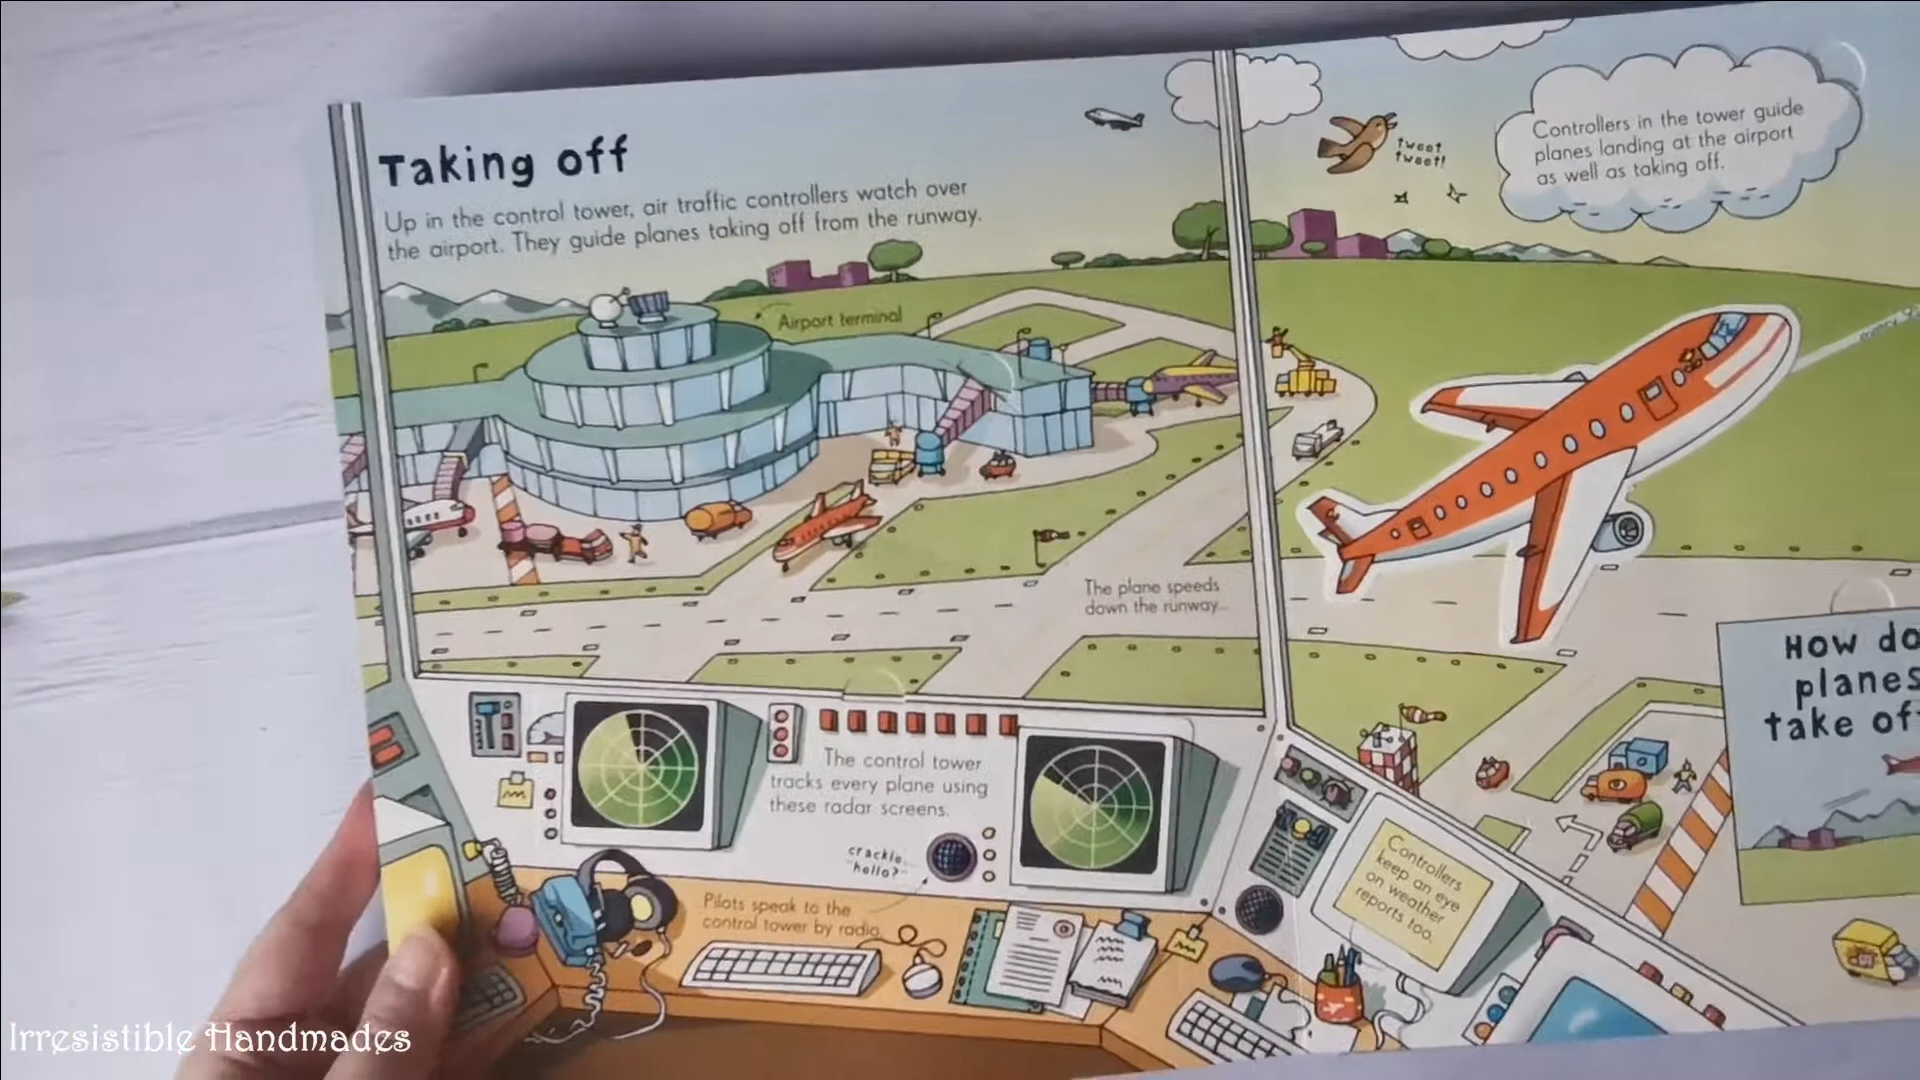 Taking off
Up in the control tower, air traffic controllers watch over
the airport. They guide planes taking off from the runway.
tweet
tweet!
Controllers in the tower guide
planes landing at the airport
as well as taking off.
Airport terminal
The plane speeds
down the runway...
How do
planes
take of
The control tower
tracks every plane using
these radar screens.
crackle...
"hello?"
Pilots speak to the
control tower by radio.
Controllers
keep an eye
on weather
reports too.
Irresistible Handmades